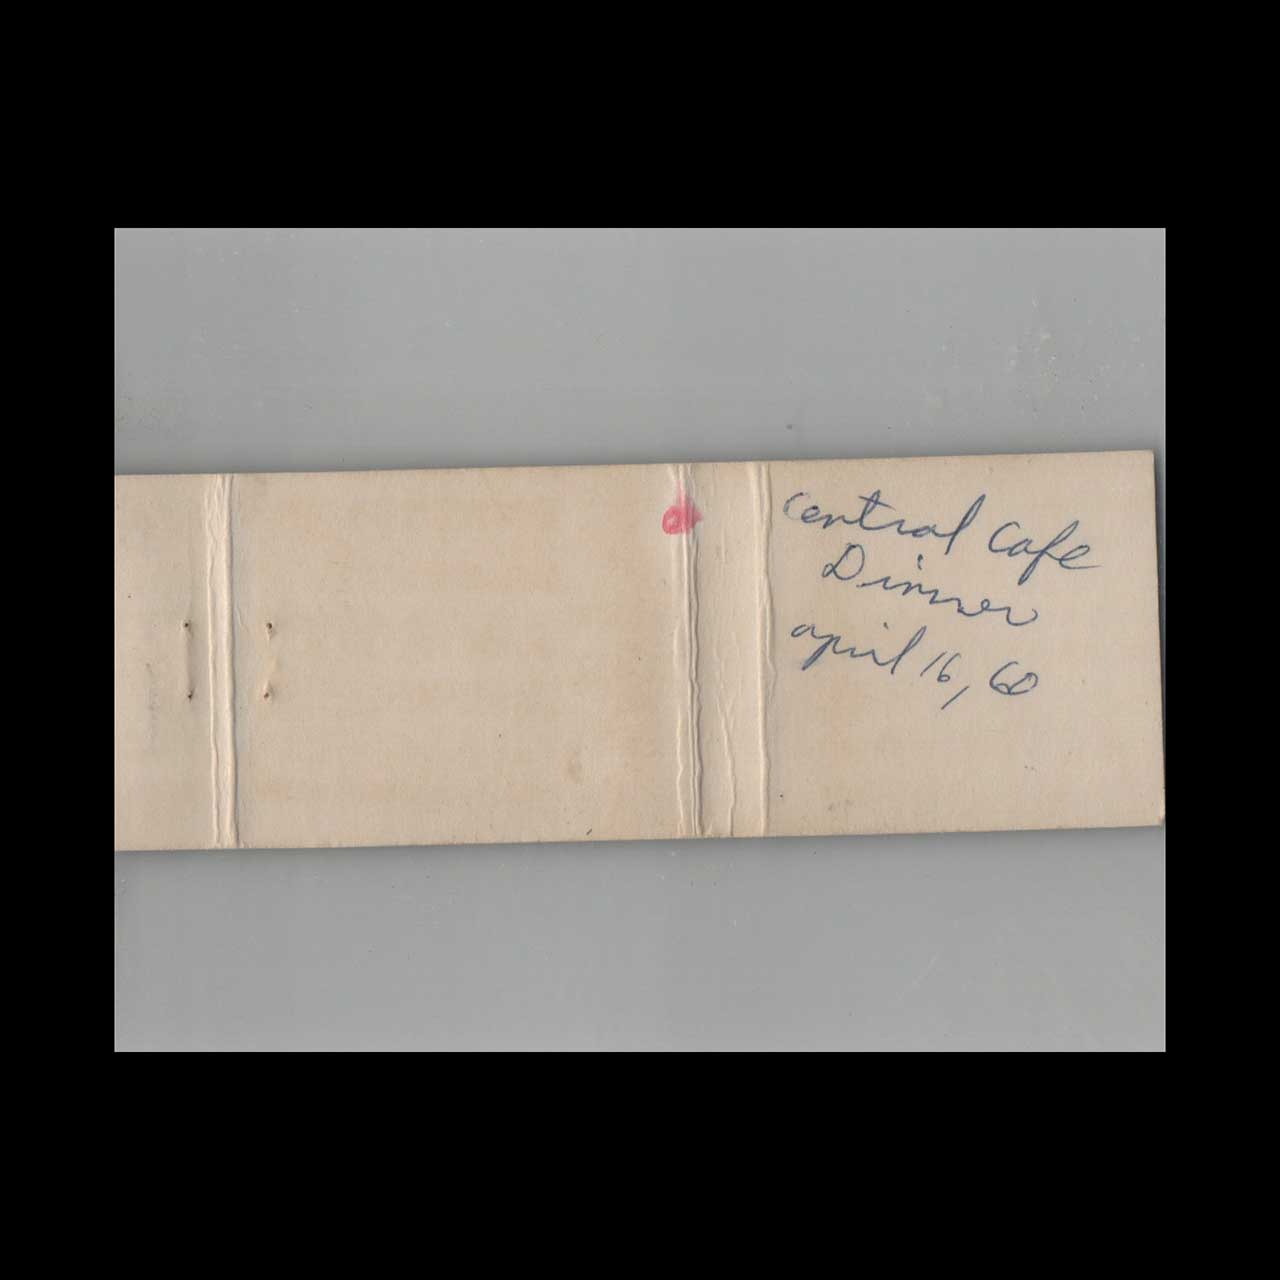 Central Cafe
Dinner
april 16, 60